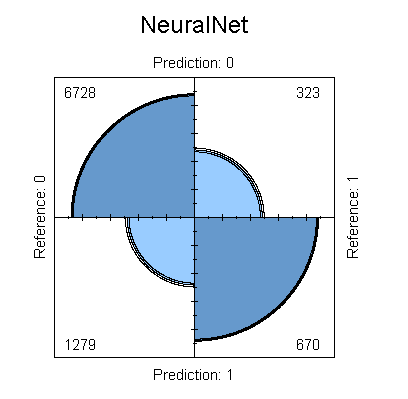 NeuralNet
Prediction: 0
6728
323
Reference: 0
Reference: 1
1279
670
Prediction: 1